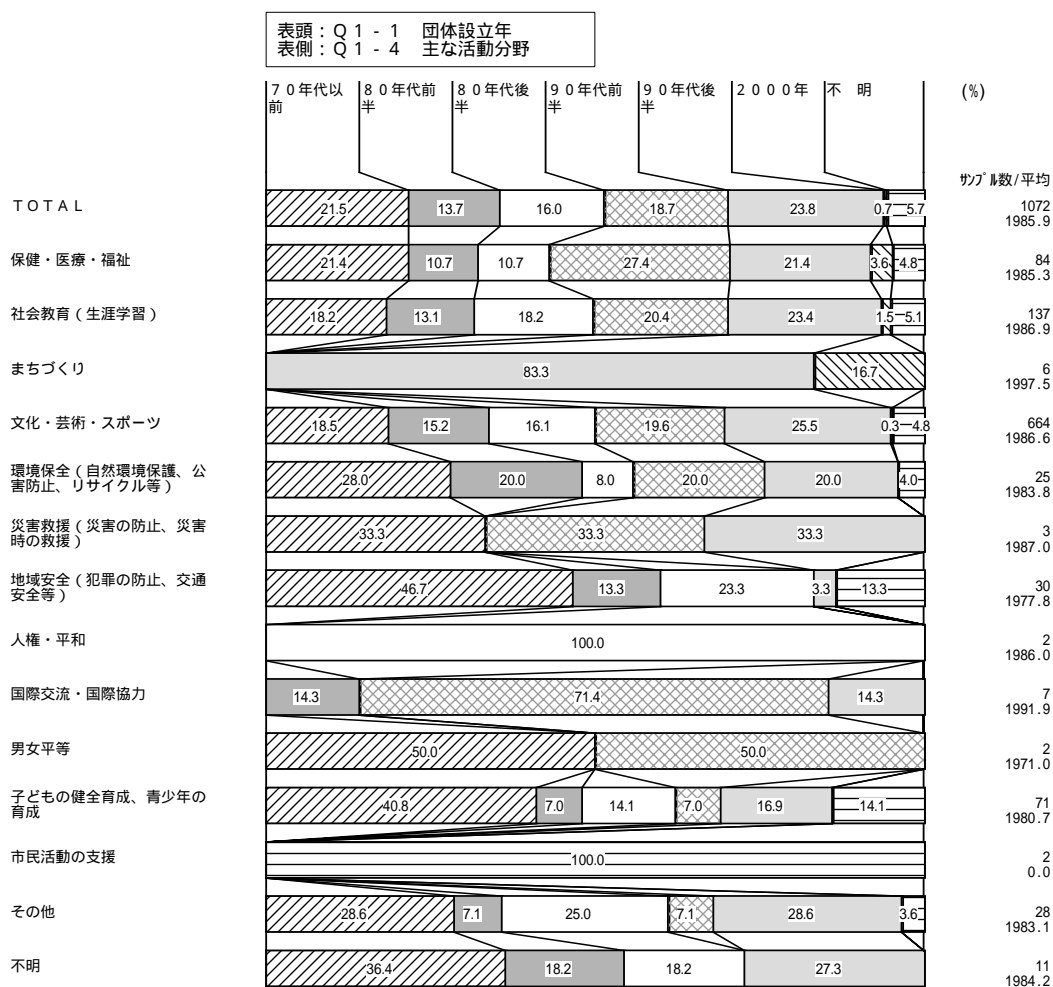 表頭：Ｑ１－１　団体設立年
表側：Ｑ１－４　主な活動分野
７０年代以前 ８０年代前半 ８０年代後半 ９０年代前半 ９０年代後半 ２０００年 不　明 (%)
ｻﾝﾌﾟﾙ数/平均
ＴＯＴＡＬ 21.5 13.7 16.0 18.7 23.8 0.7 5.7 1072
1985.9
保健・医療・福祉 21.4 10.7 10.7 27.4 21.4 3.6 4.8 84
1985.3
社会教育（生涯学習） 18.2 13.1 18.2 20.4 23.4 1.5 5.1 137
1986.9
まちづくり 83.3 16.7 6
1997.5
文化・芸術・スポーツ 18.5 15.2 16.1 19.6 25.5 0.3 4.8 664
1986.6
環境保全（自然環境保護、公
害防止、リサイクル等） 28.0 20.0 8.0 20.0 20.0 4.0 25
1983.8
災害救援（災害の防止、災害
時の救援） 33.3 33.3 33.3 3
1987.0
地域安全（犯罪の防止、交通
安全等） 46.7 13.3 23.3 3.3 13.3 30
1977.8
人権・平和 100.0 2
1986.0
国際交流・国際協力 14.3 71.4 14.3 7
1991.9
男女平等 50.0 50.0 2
1971.0
子どもの健全育成、青少年の
育成 40.8 7.0 14.1 7.0 16.9 14.1 71
1980.7
市民活動の支援 100.0 2
0.0
その他 28.6 7.1 25.0 7.1 28.6 3.6 28
1983.1
不明 36.4 18.2 18.2 27.3 11
1984.2